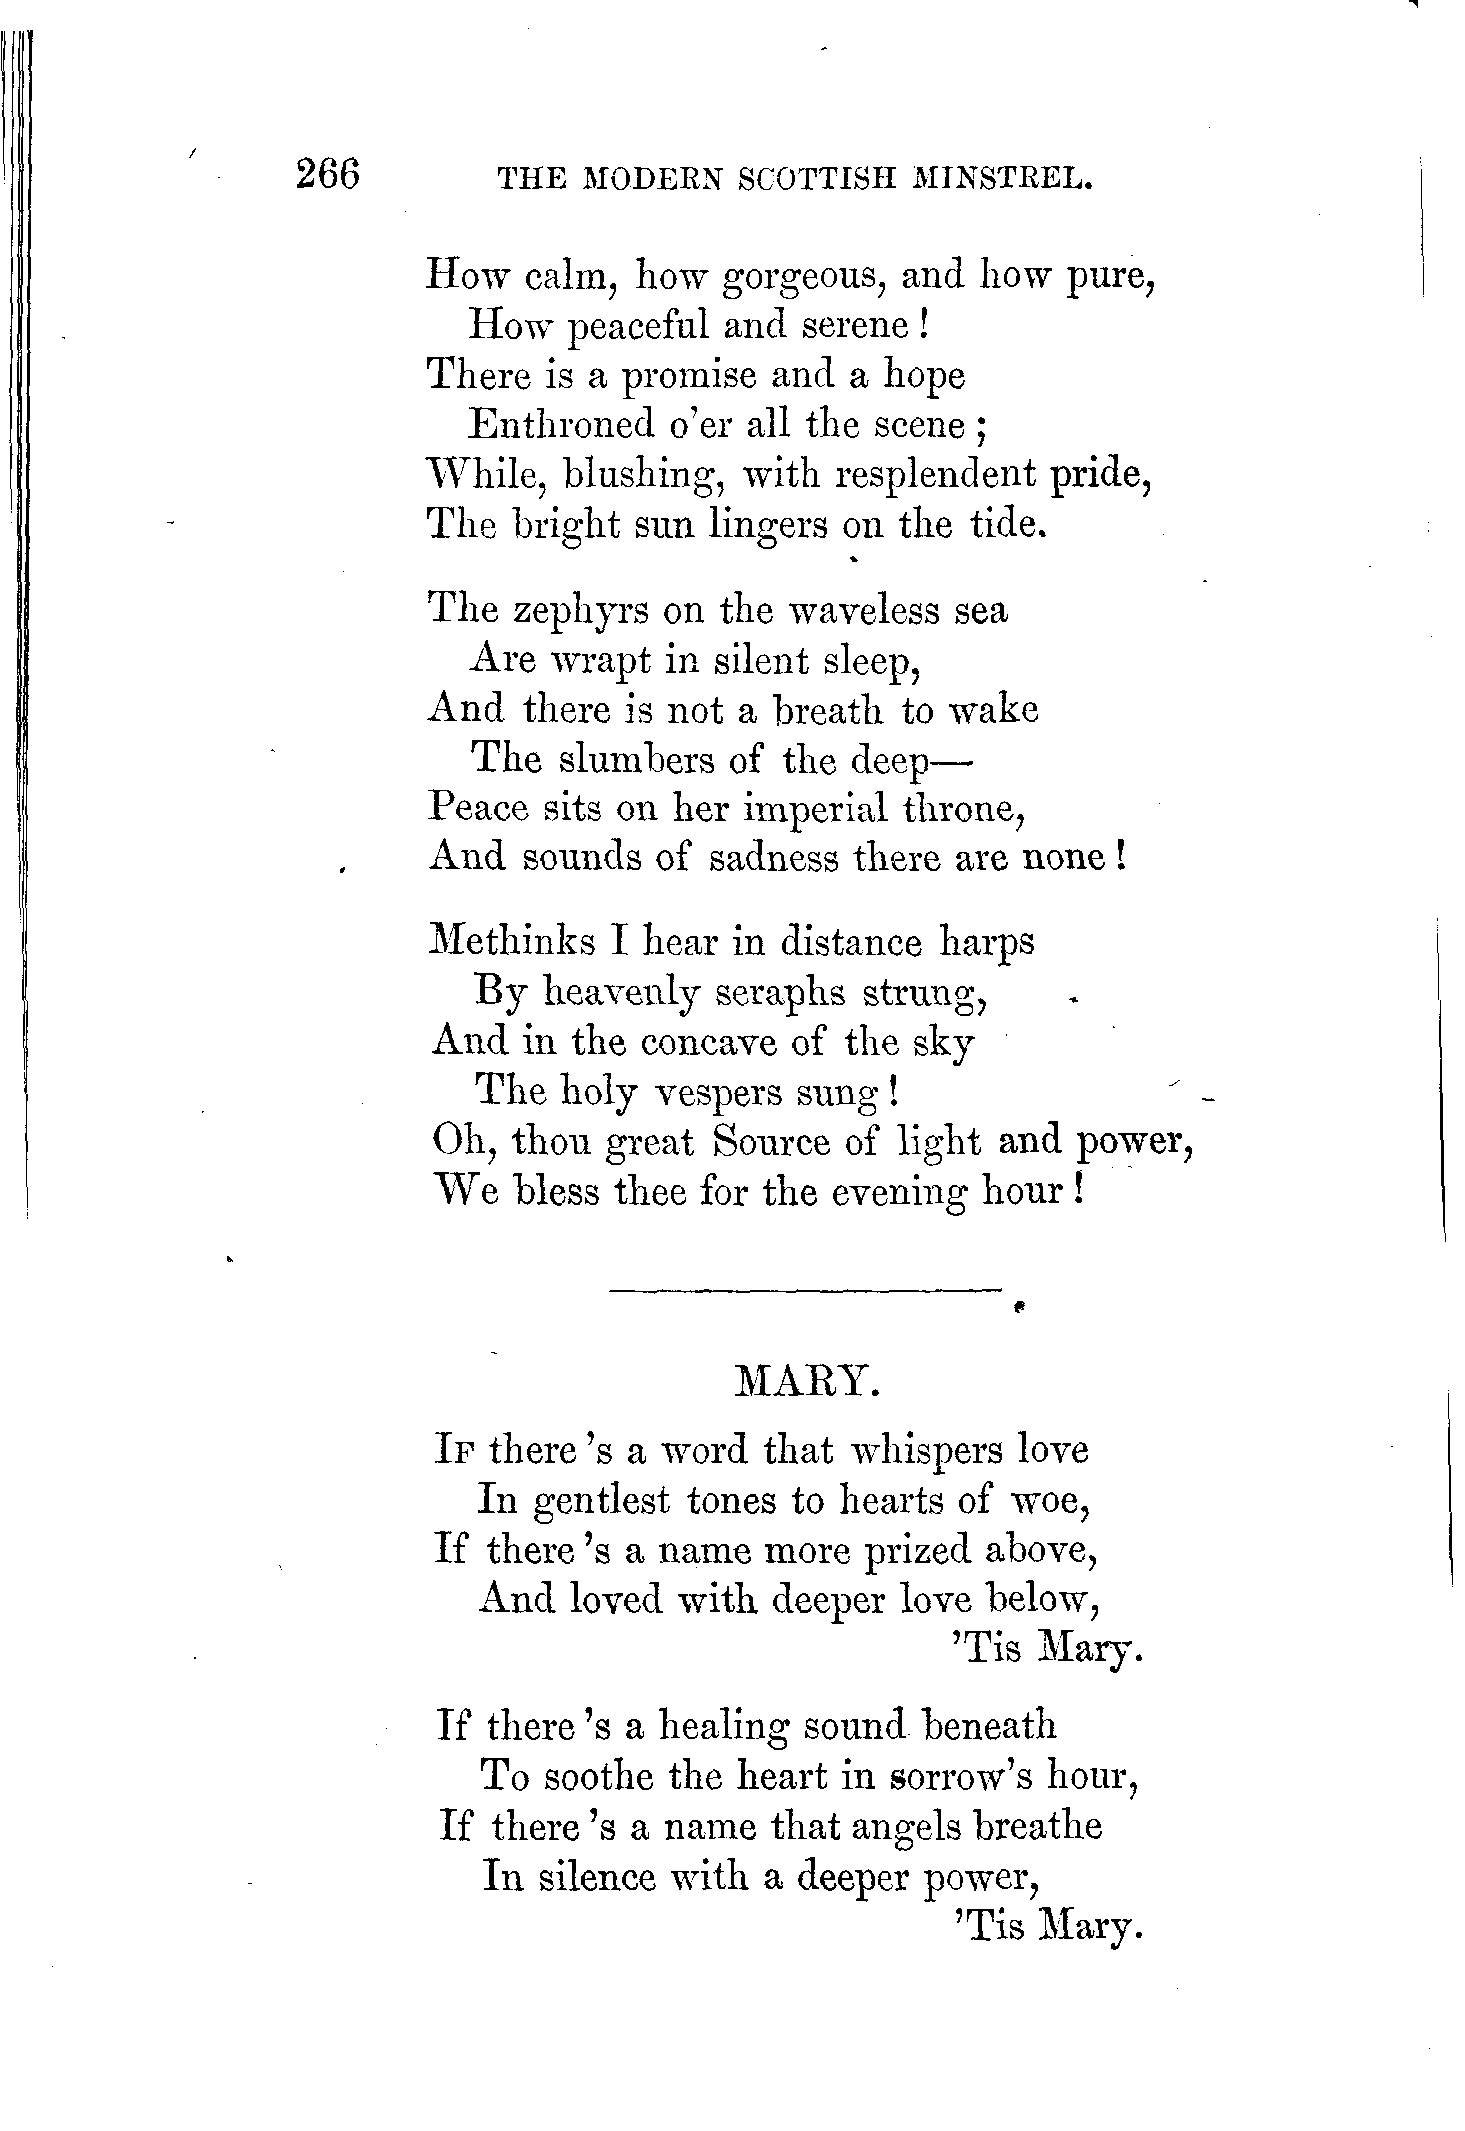 266 THE MODERN SCOTTISH MINSTREL.
How calm, how gorgeous, and how pure,
How peaceful and serene !
There is a promise and a hope
Enthroned o'er all the scene ;
While, blushing, with resplendent pride,
The bright sun lingers on the tide.
The zephyrs on the waveless sea
Are wrapt in silent sleep,
And there is not a breath to wake
The slumbers of the deep—
Peace sits on her imperial throne,
And sounds of sadness there are none !
Methinks I hear in distance harps
By heavenly seraphs strung,
And in the concave of the sky
The holy vespers sung !
Oh, thou great Source of light and power,
We bless thee for the evening hour !
MARY.
IF there 's a word that whispers love
In gentlest tones to hearts of woe,
If there 's a name more prized above,
And loved with deeper love below,
'Tis Mary.
If there 's a healing sound beneath
To soothe the heart in sorrow's hour,
If there 's a name that angels breathe
In silence with a deeper power,
'Tis Mary.